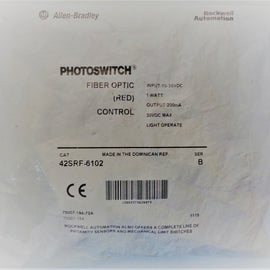 Allen-Bradley
Rockwell
Automation
PHOTOSWITCH®
FIBER OPTIC
INPUT 10-30VDC
(RED)
1 WATT
OUTPUT 200mA
CONTROL
30VDC MAX
LIGHT OPERATE
CAT
MADE IN THE DOMINICAN REP.
SER
42SRF-6102
B
ROCKWELL AUTOMATION ALSO OFFERS A COMPLETE LINE OF
PROXIMITY SENSORS AND MECHANICAL LIMIT SWITCHES